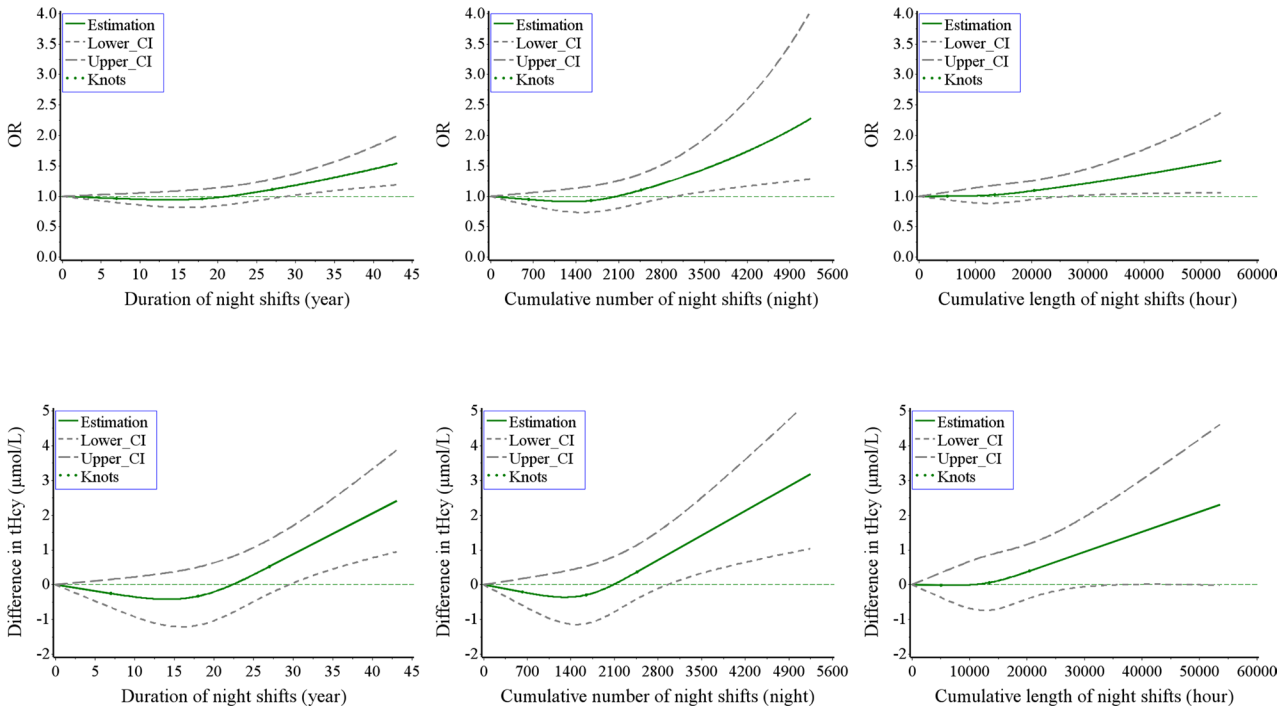 4.0
3.5
3.0
2.5
2.0
1.5
1.0
0.5
0.0
OR
Estimation
Lower_CI
Upper_CI
Knots
0 5 10 15 20 25 30 35 40 45
Duration of night shifts (year)
4.0
3.5
3.0
2.5
2.0
1.5
1.0
0.5
0.0
OR
Estimation
Lower_CI
Upper_CI
Knots
0 700 1400 2100 2800 3500 4200 4900 5600
Cumulative number of night shifts (night)
4.0
3.5
3.0
2.5
2.0
1.5
1.0
0.5
0.0
OR
Estimation
Lower_CI
Upper_CI
Knots
0 10000 20000 30000 40000 50000 60000
Cumulative length of night shifts (hour)
5
4
3
2
1
0
-1
-2
Difference in tHcy (μmol/L)
Estimation
Lower_CI
Upper_CI
Knots
0 5 10 15 20 25 30 35 40 45
Duration of night shifts (year)
5
4
3
2
1
0
-1
-2
Difference in tHcy (μmol/L)
Estimation
Lower_CI
Upper_CI
Knots
0 700 1400 2100 2800 3500 4200 4900 5600
Cumulative number of night shifts (night)
5
4
3
2
1
0
-1
-2
Difference in tHcy (μmol/L)
Estimation
Lower_CI
Upper_CI
Knots
0 10000 20000 30000 40000 50000 60000
Cumulative length of night shifts (hour)